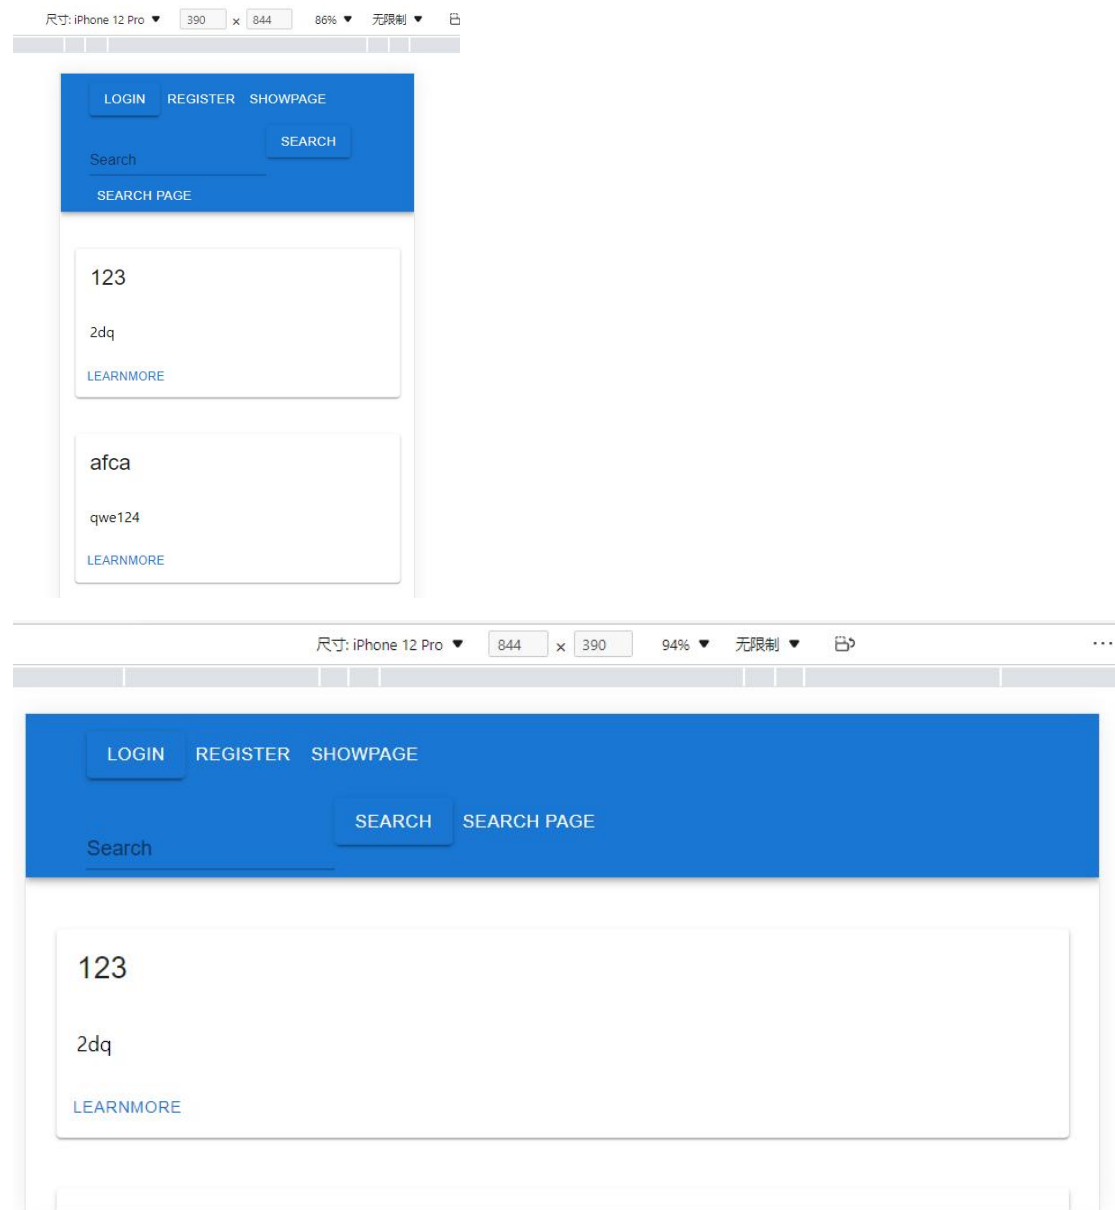 尺寸: iPhone 12 Pro ▼ 390 x 844 86% ▼ 无限制 ▼
LOGIN REGISTER SHOWPAGE
SEARCH
Search
SEARCH PAGE
123
2dq
LEARNMORE
afca
qwe124
LEARNMORE
尺寸: iPhone 12 Pro ▼ 844 x 390 94% ▼ 无限制 ▼ ...
LOGIN REGISTER SHOWPAGE
SEARCH SEARCH PAGE
Search
123
2dq
LEARNMORE